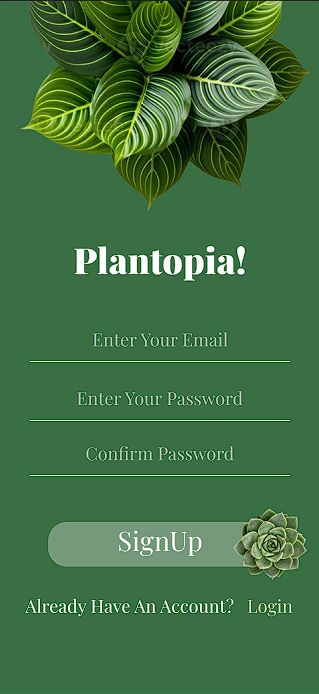 Plantopia!
Enter Your Email
Enter Your Password
Confirm Password
SignUp
Already Have An Account? Login